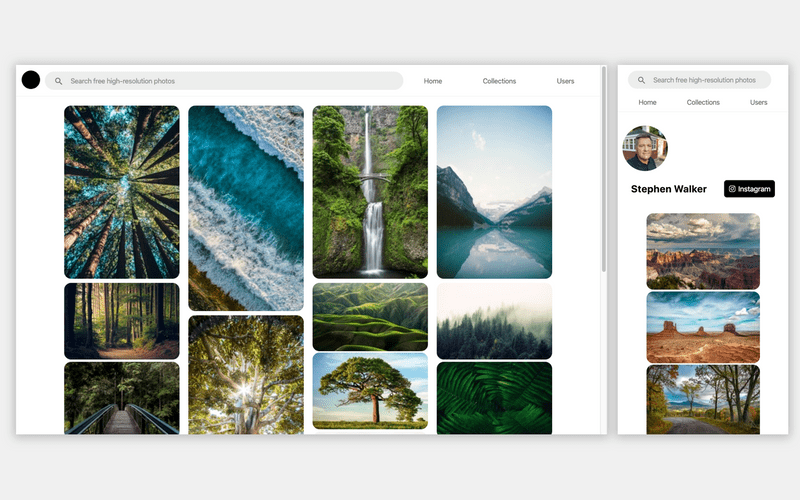 Search free high-resolution photos
Home
Collections
Users
Search free high-resolution photos
Home
Collections
Users
Stephen Walker
Instagram